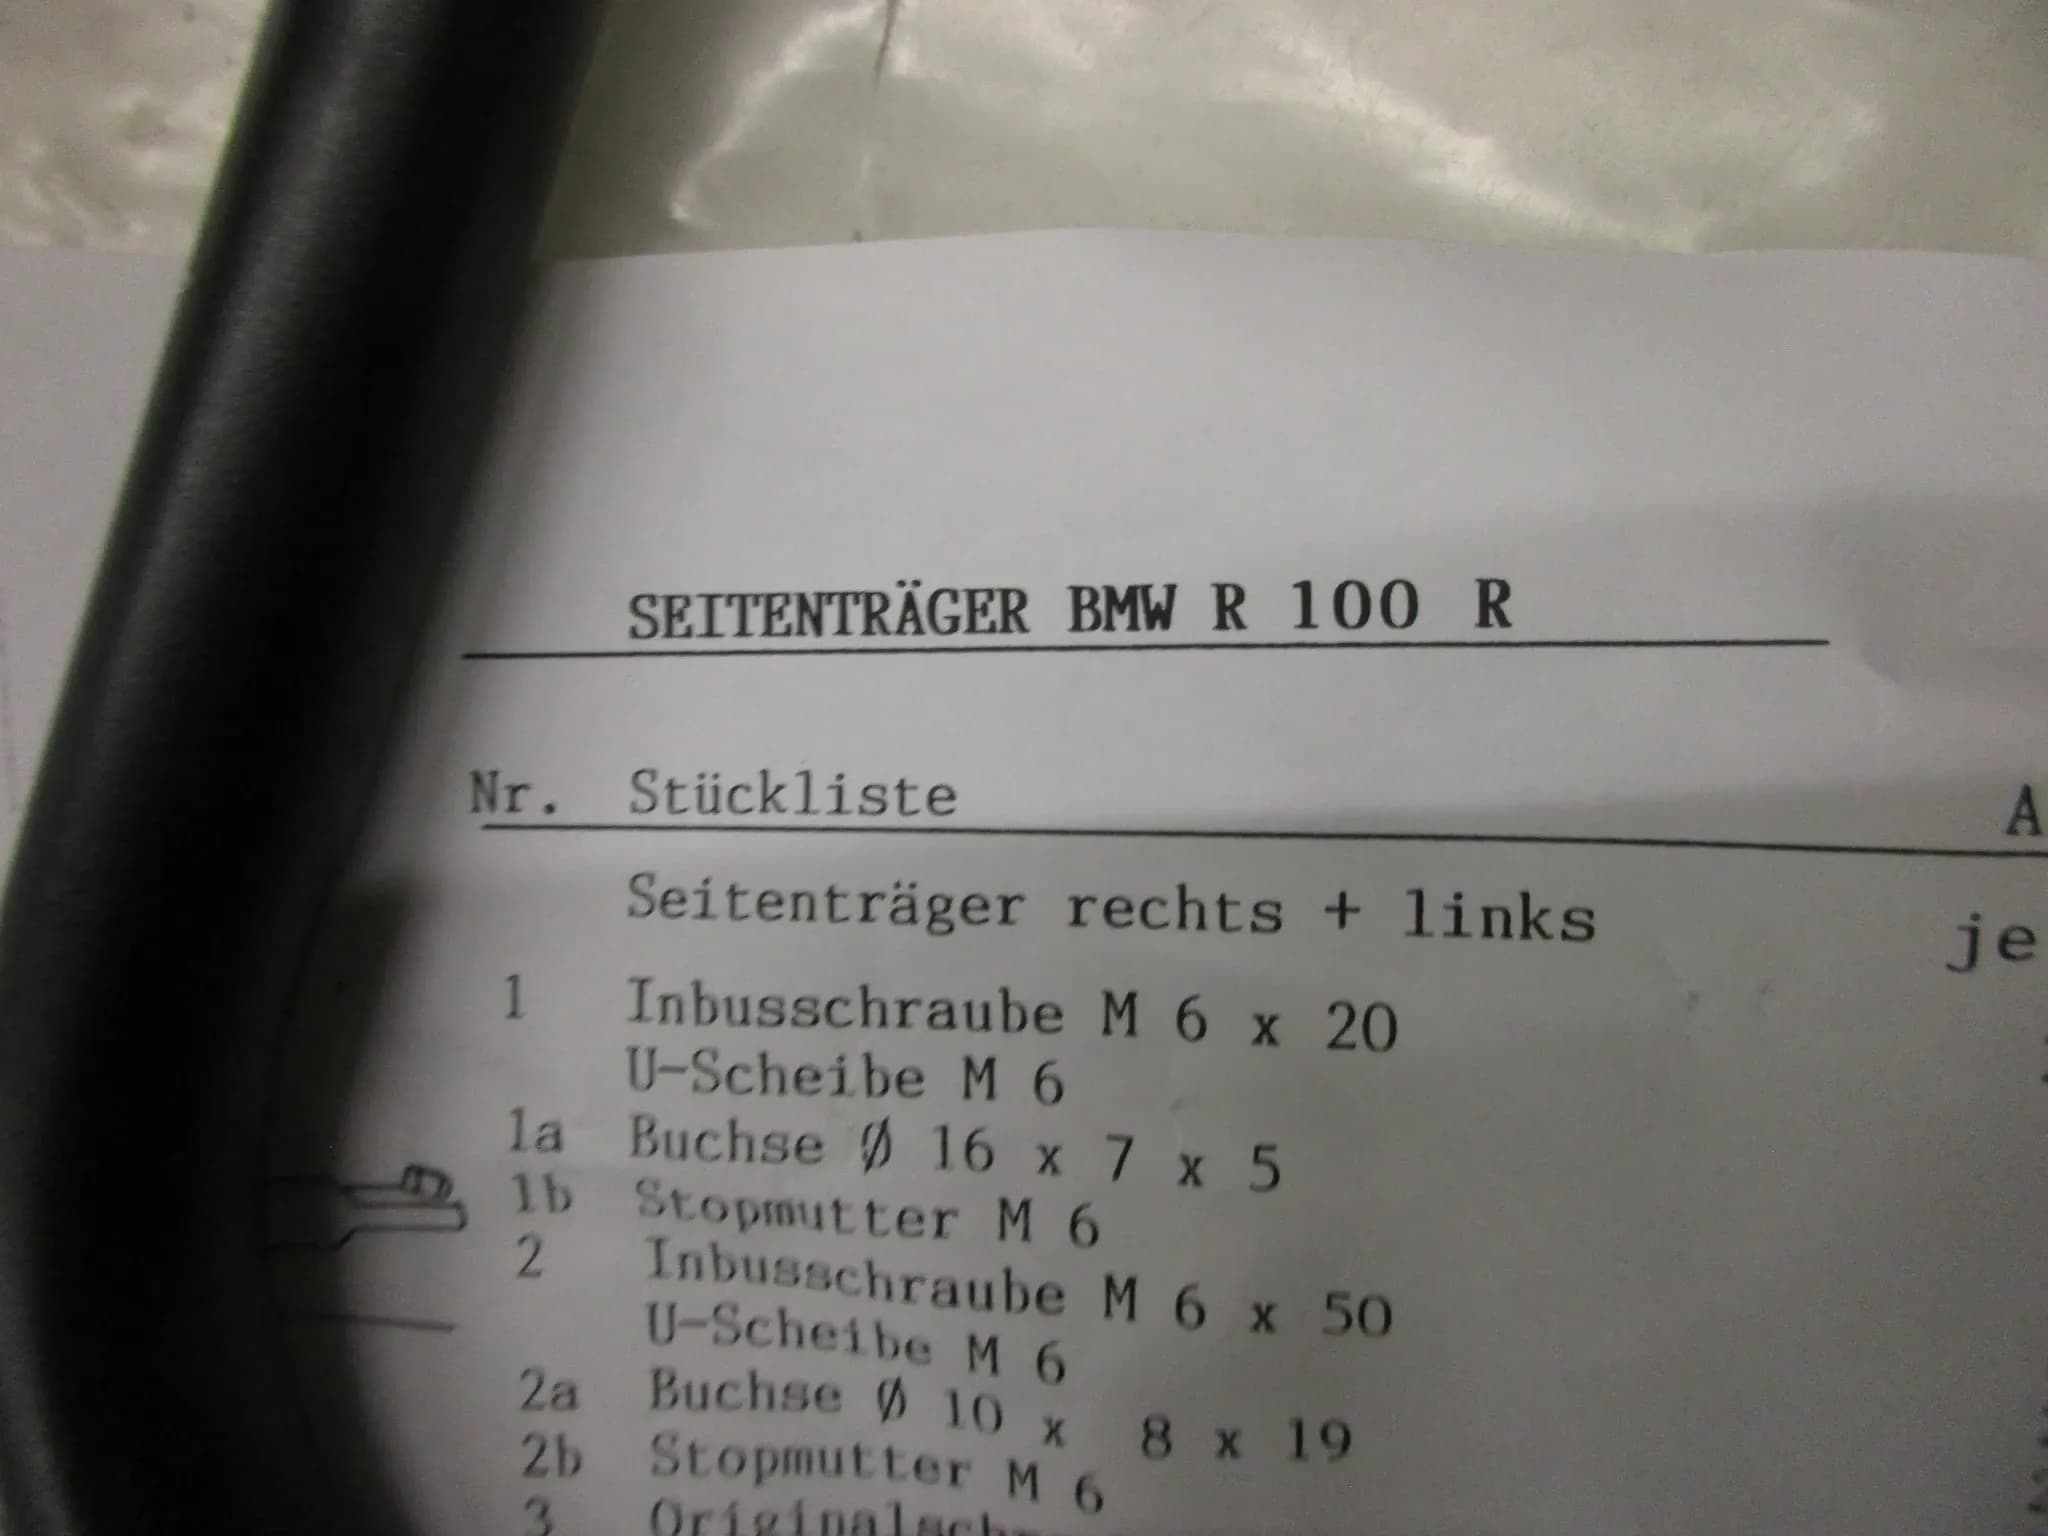 SEITENTRÄGER BMW R 100 R
Nr. Stückliste A
Seitenträger rechts + links je
1 Inbusschraube M 6 x 20
U-Scheibe M 6
1a Buchse Ø 16 x 7 x 5
1b Stopmutter M 6
2 Inbusschraube M 6 x 50
U-Scheibe M 6
2a Buchse Ø 10 x 8 x 19
2b Stopmutter M 6
3